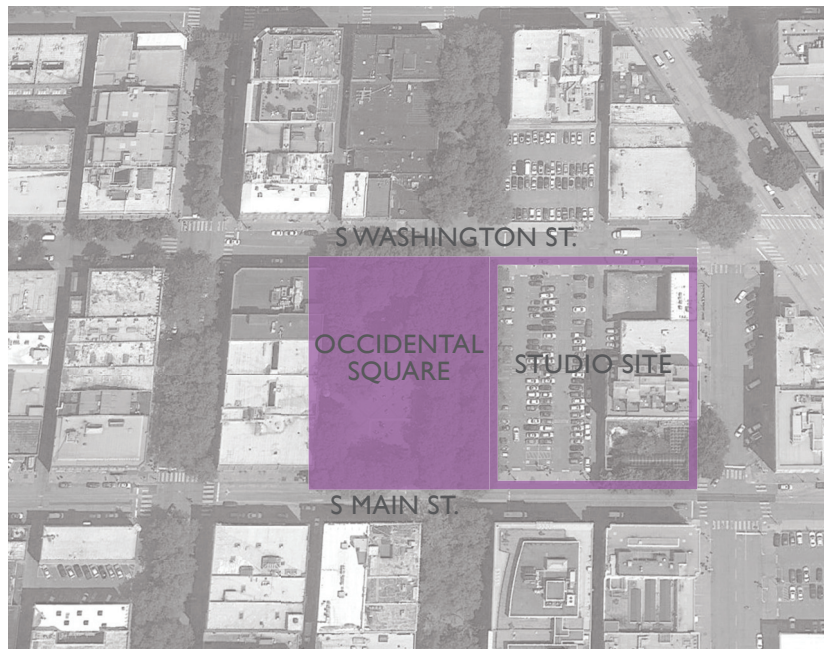 S WASHINGTON ST.
OCCIDENTAL
SQUARE
STUDIO SITE
S MAIN ST.